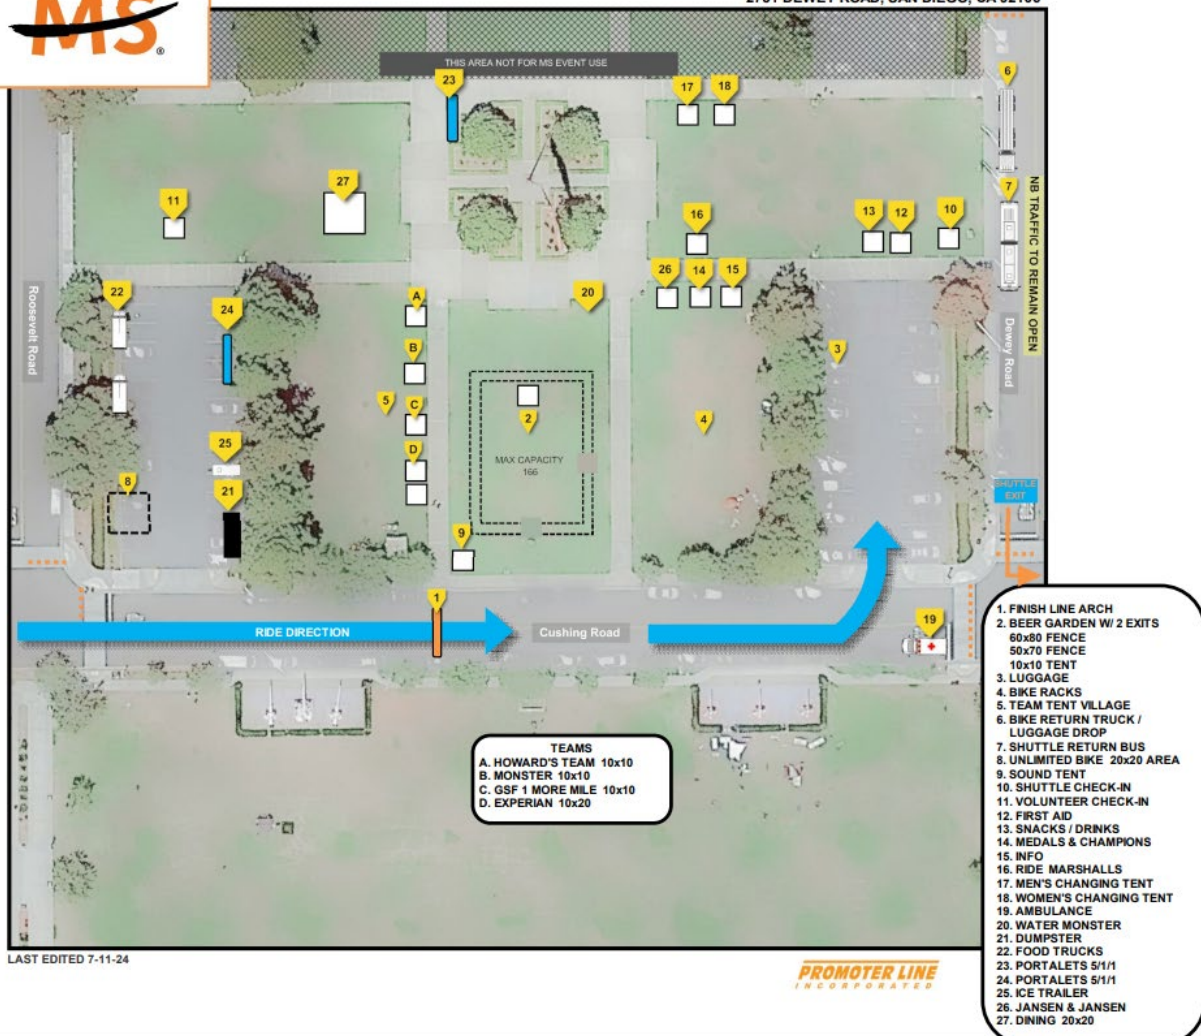 MS®
THIS AREA NOT FOR MS EVENT USE
23
17
18
6
7
NB TRAFFIC TO REMAIN OPEN
11
27
16
13
12
10
26
14
15
20
Roosevelt Road
22
24
A
B
5
C
D
2
MAX CAPACITY
166
3
4
Dewey Road
25
8
21
9
SHUTTLE
EXIT
1
RIDE DIRECTION
Cushing Road
19
TEAMS
A. HOWARD'S TEAM 10x10
B. MONSTER 10x10
C. GSF 1 MORE MILE 10x10
D. EXPERIAN 10x20
1. FINISH LINE ARCH
2. BEER GARDEN W/ 2 EXITS
60x80 FENCE
50x70 FENCE
10x10 TENT
3. LUGGAGE
4. BIKE RACKS
5. TEAM TENT VILLAGE
6. BIKE RETURN TRUCK /
LUGGAGE DROP
7. SHUTTLE RETURN BUS
8. UNLIMITED BIKE 20x20 AREA
9. SOUND TENT
10. SHUTTLE CHECK-IN
11. VOLUNTEER CHECK-IN
12. FIRST AID
13. SNACKS / DRINKS
14. MEDALS & CHAMPIONS
15. INFO
16. RIDE MARSHALLS
17. MEN'S CHANGING TENT
18. WOMEN'S CHANGING TENT
19. AMBULANCE
20. WATER MONSTER
21. DUMPSTER
22. FOOD TRUCKS
23. PORTALETS 5/1/1
24. PORTALETS 5/1/1
25. ICE TRAILER
26. JANSEN & JANSEN
27. DINING 20x20
LAST EDITED 7-11-24
PROMOTER LINE
INCORPORATED